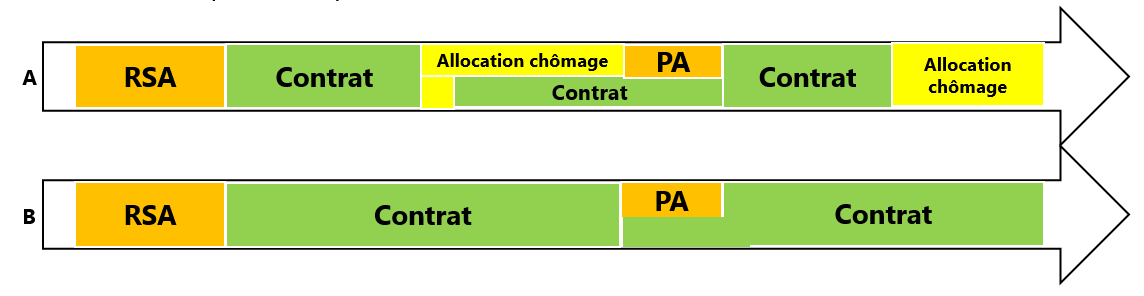 A
RSA
Contrat
Allocation chômage
PA
Contrat
Contrat
Allocation
chômage
B
RSA
Contrat
PA
Contrat